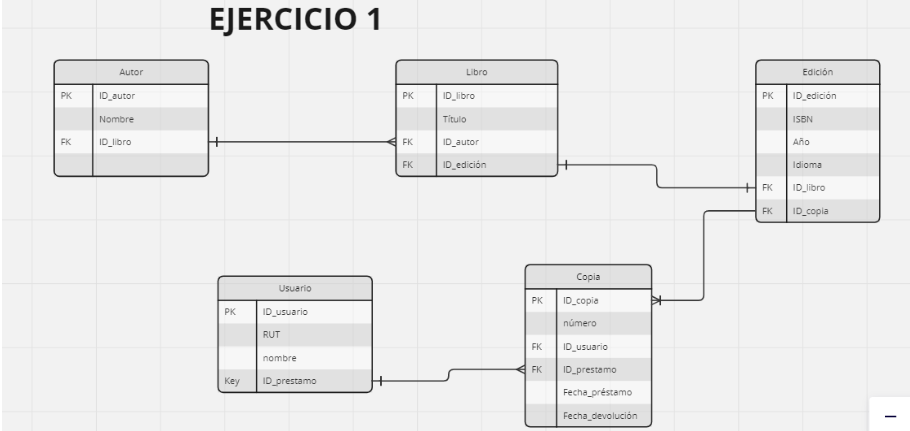 EJERCICIO 1
Autor
PK ID_autor
Nombre
FK ID_libro
Libro
PK ID_libro
Título
FK ID_autor
FK ID_edición
Edición
PK ID_edición
ISBN
Año
Idioma
FK ID_libro
FK ID_copia
Usuario
PK ID_usuario
RUT
nombre
Key ID_prestamo
Copia
PK ID_copia
número
FK ID_usuario
FK ID_prestamo
Fecha_préstamo
Fecha_devolución